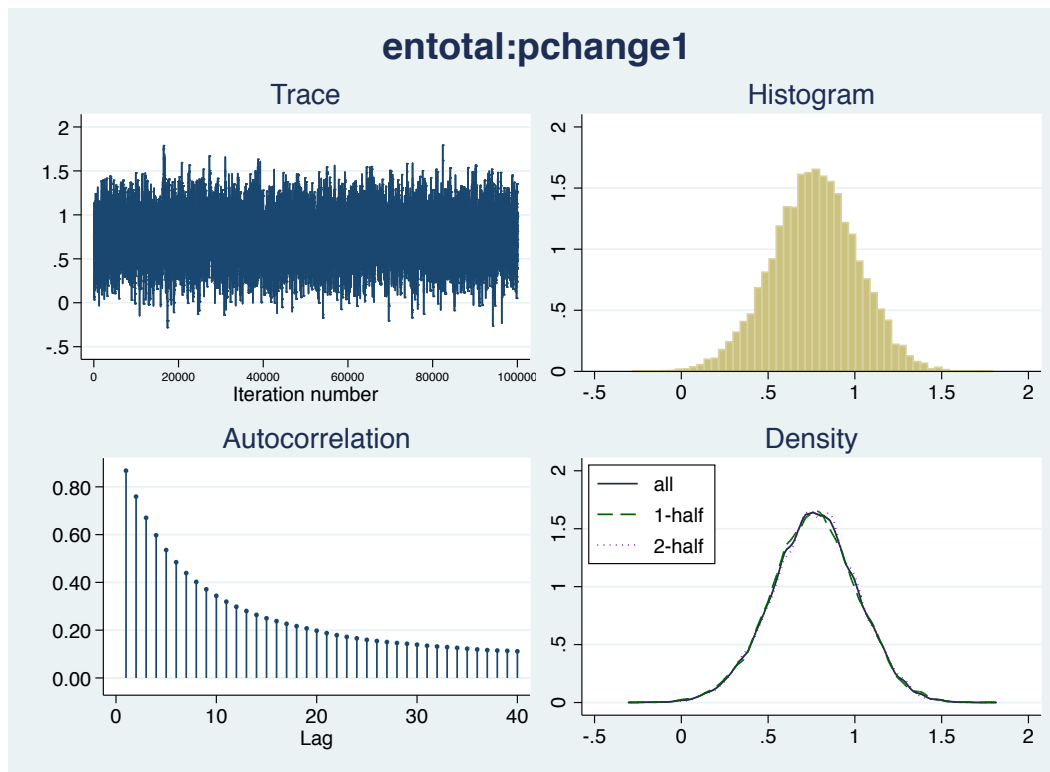 entotal:pchange1
Trace
2
1.5
1
.5
0
-.5
0 20000 40000 60000 80000 100000
Iteration number
Histogram
2
1.5
1
.5
0
-.5 0 .5 1 1.5 2
Autocorrelation
0.80
0.60
0.40
0.20
0.00
0 10 20 30 40
Lag
Density
all
1-half
2-half
2
1.5
1
.5
0
-.5 0 .5 1 1.5 2